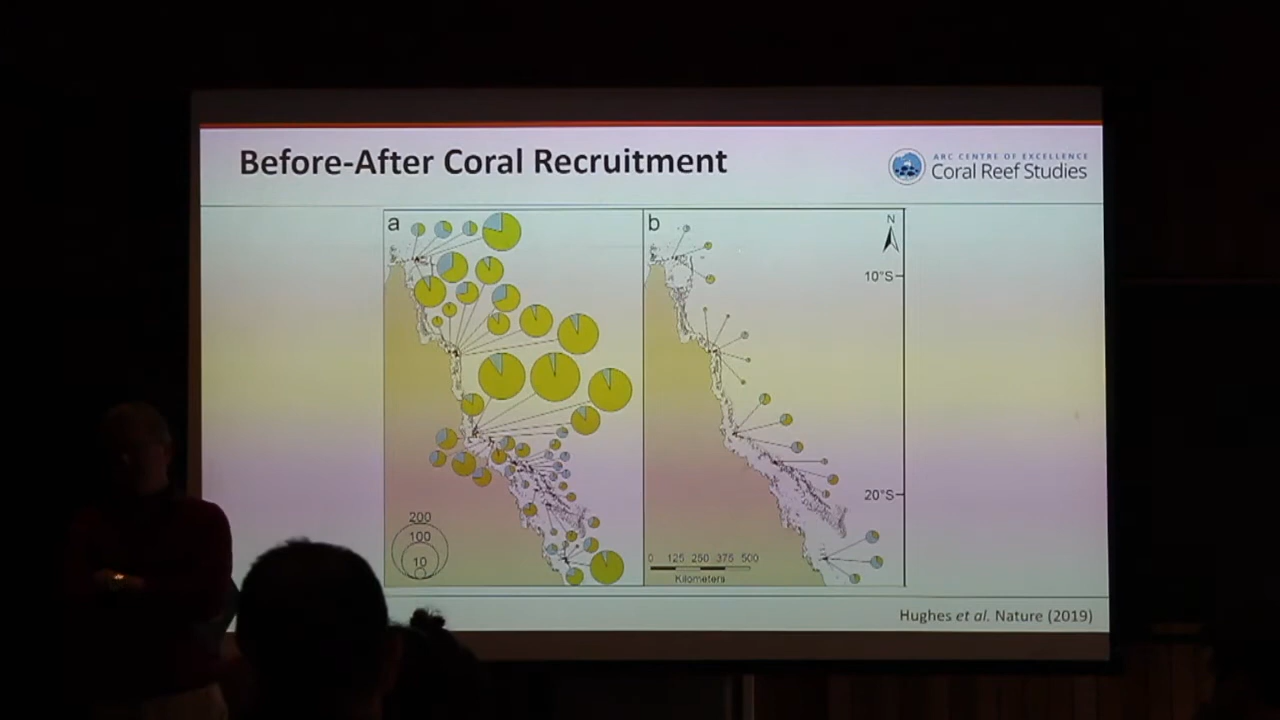 Before-After Coral Recruitment
ARC CENTRE OF EXCELLENCE
Coral Reef Studies
a
b
N
10°S
20°S
200
100
10
0 125 250 375 500
Kilometers
Hughes et al. Nature (2019)